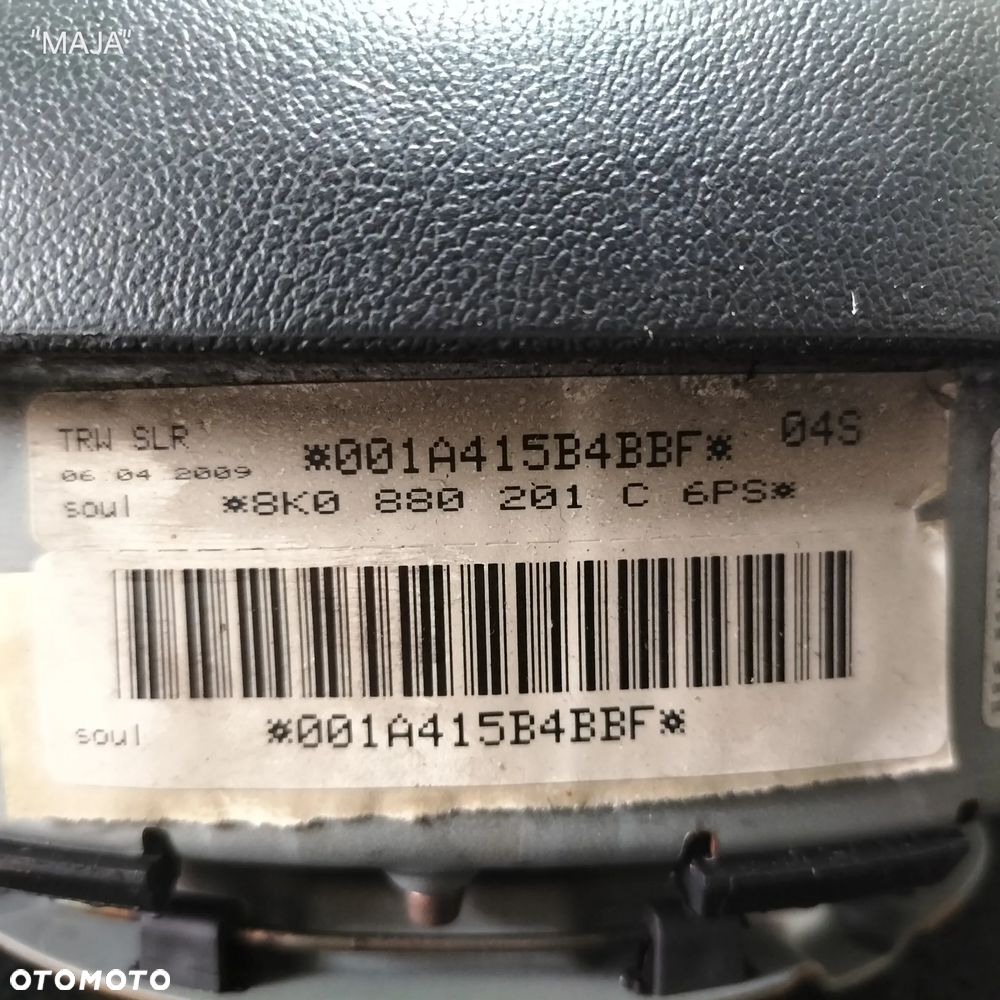 "MAJA"
TRW SLR *001A415B4BBF* 04S
06.04.2009
soul *8K0 880 201 C 6PS*
soul *001A415B4BBF*
OTOMOTO